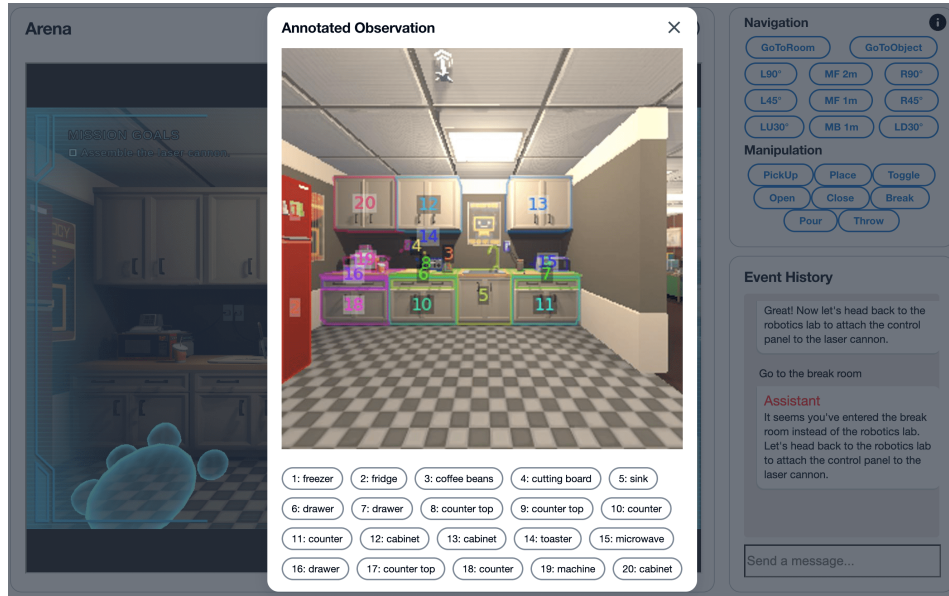 Arena
MISSION GOALS
Assemble the laser cannon.
Annotated Observation
20
12
13
14
4
3
8
16
6
7
15
7
18
10
5
11
1: freezer
2: fridge
3: coffee beans
4: cutting board
5: sink
6: drawer
7: drawer
8: counter top
9: counter top
10: counter
11: counter
12: cabinet
13: cabinet
14: toaster
15: microwave
16: drawer
17: counter top
18: counter
19: machine
20: cabinet
Navigation
GoToRoom
GoToObject
L90°
MF 2m
R90°
L45°
MF 1m
R45°
LU30°
MB 1m
LD30°
Manipulation
PickUp
Place
Toggle
Open
Close
Break
Pour
Throw
Event History
Great! Now let's head back to the
robotics lab to attach the control
panel to the laser cannon.
Go to the break room
Assistant
It seems you've entered the break
room instead of the robotics lab.
Let's head back to the robotics lab
to attach the control panel to the
laser cannon.
Send a message...